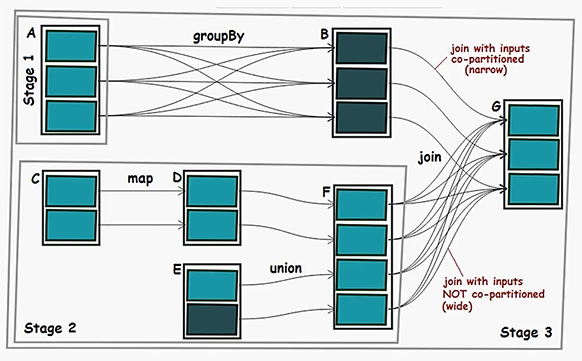 A
groupBy
B
Stage 1
join with inputs
co-partitioned
(narrow)
G
join
C
map
D
F
E
union
join with inputs
NOT co-partitioned
(wide)
Stage 2
Stage 3